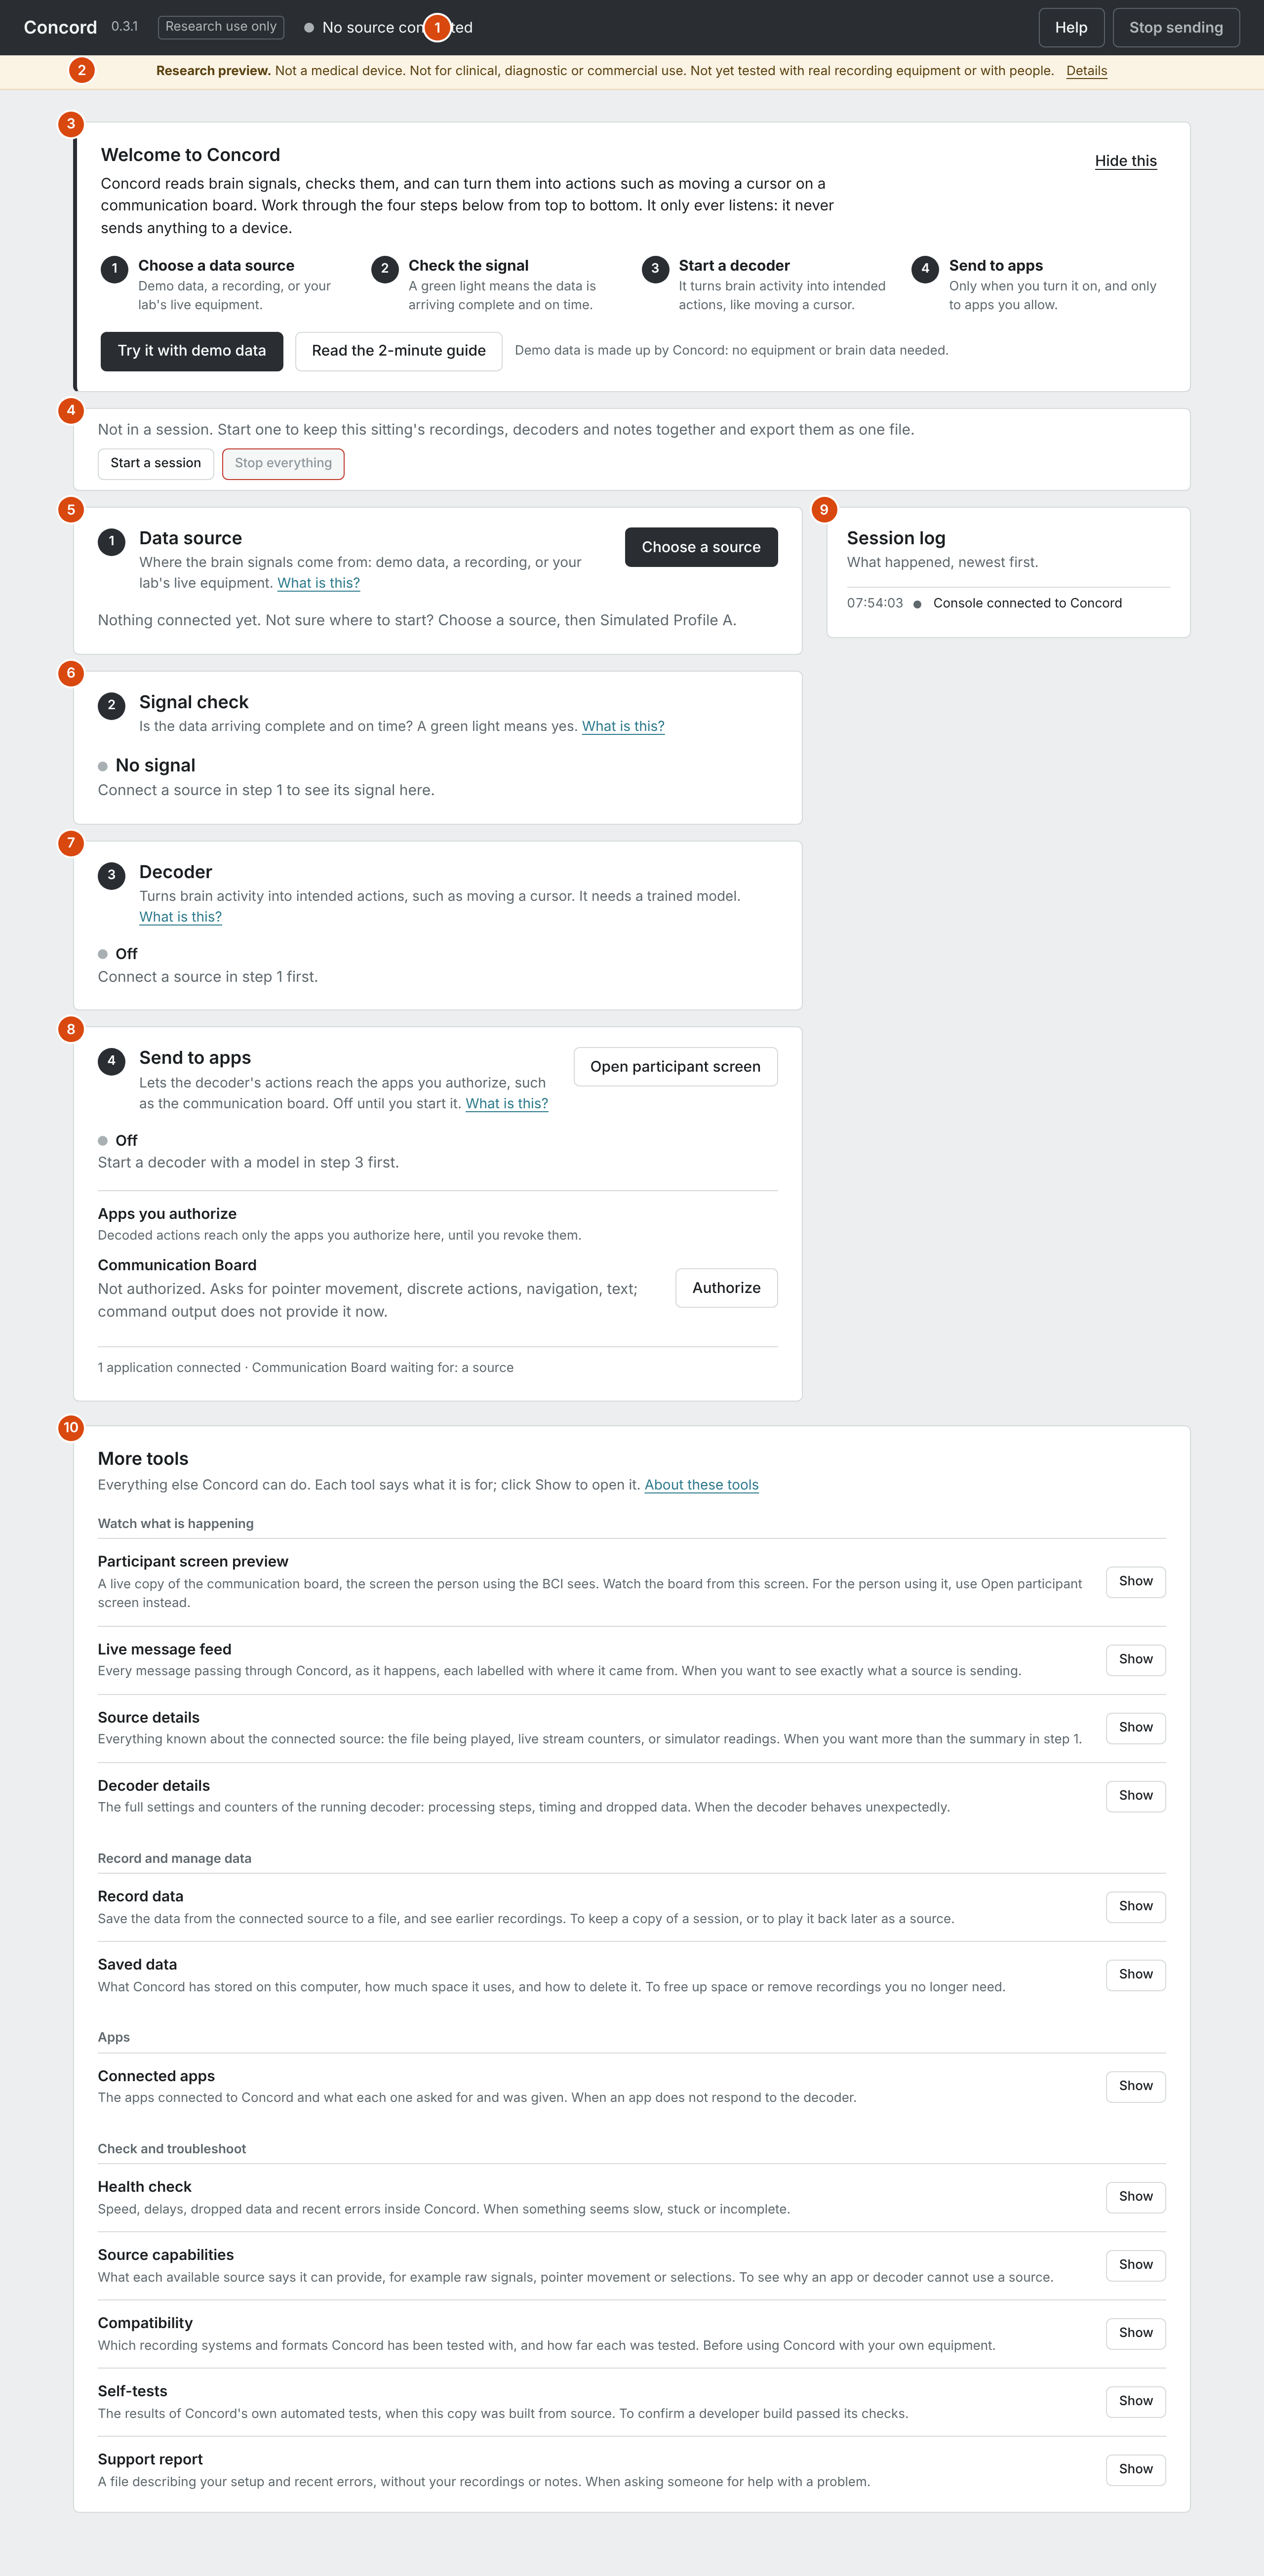 Concord 0.3.1 Research use only No source con 1 ted Help Stop sending
2 Research preview. Not a medical device. Not for clinical, diagnostic or commercial use. Not yet tested with real recording equipment or with people. Details
3
Welcome to Concord
Hide this
Concord reads brain signals, checks them, and can turn them into actions such as moving a cursor on a
communication board. Work through the four steps below from top to bottom. It only ever listens: it never
sends anything to a device.
1 Choose a data source
Demo data, a recording, or your
lab's live equipment.
2 Check the signal
A green light means the data is
arriving complete and on time.
3 Start a decoder
It turns brain activity into intended
actions, like moving a cursor.
4 Send to apps
Only when you turn it on, and only
to apps you allow.
Try it with demo data Read the 2-minute guide Demo data is made up by Concord: no equipment or brain data needed.
4
Not in a session. Start one to keep this sitting's recordings, decoders and notes together and export them as one file.
Start a session Stop everything
5
1 Data source
Where the brain signals come from: demo data, a recording, or your
lab's live equipment. What is this?
Choose a source
Nothing connected yet. Not sure where to start? Choose a source, then Simulated Profile A.
9
Session log
What happened, newest first.
07:54:03 Console connected to Concord
6
2 Signal check
Is the data arriving complete and on time? A green light means yes. What is this?
No signal
Connect a source in step 1 to see its signal here.
7
3 Decoder
Turns brain activity into intended actions, such as moving a cursor. It needs a trained model.
What is this?
Off
Connect a source in step 1 first.
8
4 Send to apps
Lets the decoder's actions reach the apps you authorize, such
as the communication board. Off until you start it. What is this?
Open participant screen
Off
Start a decoder with a model in step 3 first.
Apps you authorize
Decoded actions reach only the apps you authorize here, until you revoke them.
Communication Board
Not authorized. Asks for pointer movement, discrete actions, navigation, text;
command output does not provide it now.
Authorize
1 application connected · Communication Board waiting for: a source
10
More tools
Everything else Concord can do. Each tool says what it is for; click Show to open it. About these tools
Watch what is happening
Participant screen preview
A live copy of the communication board, the screen the person using the BCI sees. Watch the board from this screen. For the person using it, use Open participant
screen instead.
Show
Live message feed
Every message passing through Concord, as it happens, each labelled with where it came from. When you want to see exactly what a source is sending.
Show
Source details
Everything known about the connected source: the file being played, live stream counters, or simulator readings. When you want more than the summary in step 1.
Show
Decoder details
The full settings and counters of the running decoder: processing steps, timing and dropped data. When the decoder behaves unexpectedly.
Show
Record and manage data
Record data
Save the data from the connected source to a file, and see earlier recordings. To keep a copy of a session, or to play it back later as a source.
Show
Saved data
What Concord has stored on this computer, how much space it uses, and how to delete it. To free up space or remove recordings you no longer need.
Show
Apps
Connected apps
The apps connected to Concord and what each one asked for and was given. When an app does not respond to the decoder.
Show
Check and troubleshoot
Health check
Speed, delays, dropped data and recent errors inside Concord. When something seems slow, stuck or incomplete.
Show
Source capabilities
What each available source says it can provide, for example raw signals, pointer movement or selections. To see why an app or decoder cannot use a source.
Show
Compatibility
Which recording systems and formats Concord has been tested with, and how far each was tested. Before using Concord with your own equipment.
Show
Self-tests
The results of Concord's own automated tests, when this copy was built from source. To confirm a developer build passed its checks.
Show
Support report
A file describing your setup and recent errors, without your recordings or notes. When asking someone for help with a problem.
Show